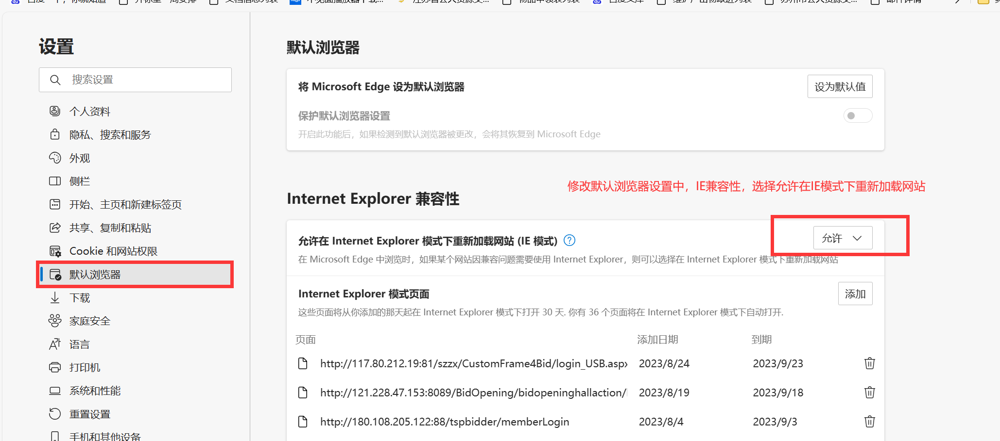 设置
搜索设置
个人资料
隐私、搜索和服务
外观
侧栏
开始、主页和新建标签页
共享、复制和粘贴
Cookie 和网站权限
默认浏览器
下载
家庭安全
语言
打印机
系统和性能
重置设置
手机和其他设备
默认浏览器
将 Microsoft Edge 设为默认浏览器
设为默认值
保护默认浏览器设置
开启此功能后，如果检测到默认浏览器被更改，会将其恢复到 Microsoft Edge
修改默认浏览器设置中，IE兼容性，选择允许在IE模式下重新加载网站
Internet Explorer 兼容性
允许在 Internet Explorer 模式下重新加载网站 (IE 模式)
允许
在 Microsoft Edge 中浏览时，如果某个网站因兼容问题需要使用 Internet Explorer，则可以选择在 Internet Explorer 模式下重新加载网站
Internet Explorer 模式页面
添加
这些页面将从你添加的那天起在 Internet Explorer 模式下打开 30 天. 你有 36 个页面将在 Internet Explorer 模式下自动打开.
页面 添加日期 到期
http://117.80.212.19:81/szzx/CustomFrame4Bid/login_USB.aspx 2023/8/24 2023/9/23
http://121.228.47.153:8089/BidOpening/bidopeninghallaction/ 2023/8/19 2023/9/18
http://180.108.205.122:88/tspbidder/memberLogin 2023/8/4 2023/9/3